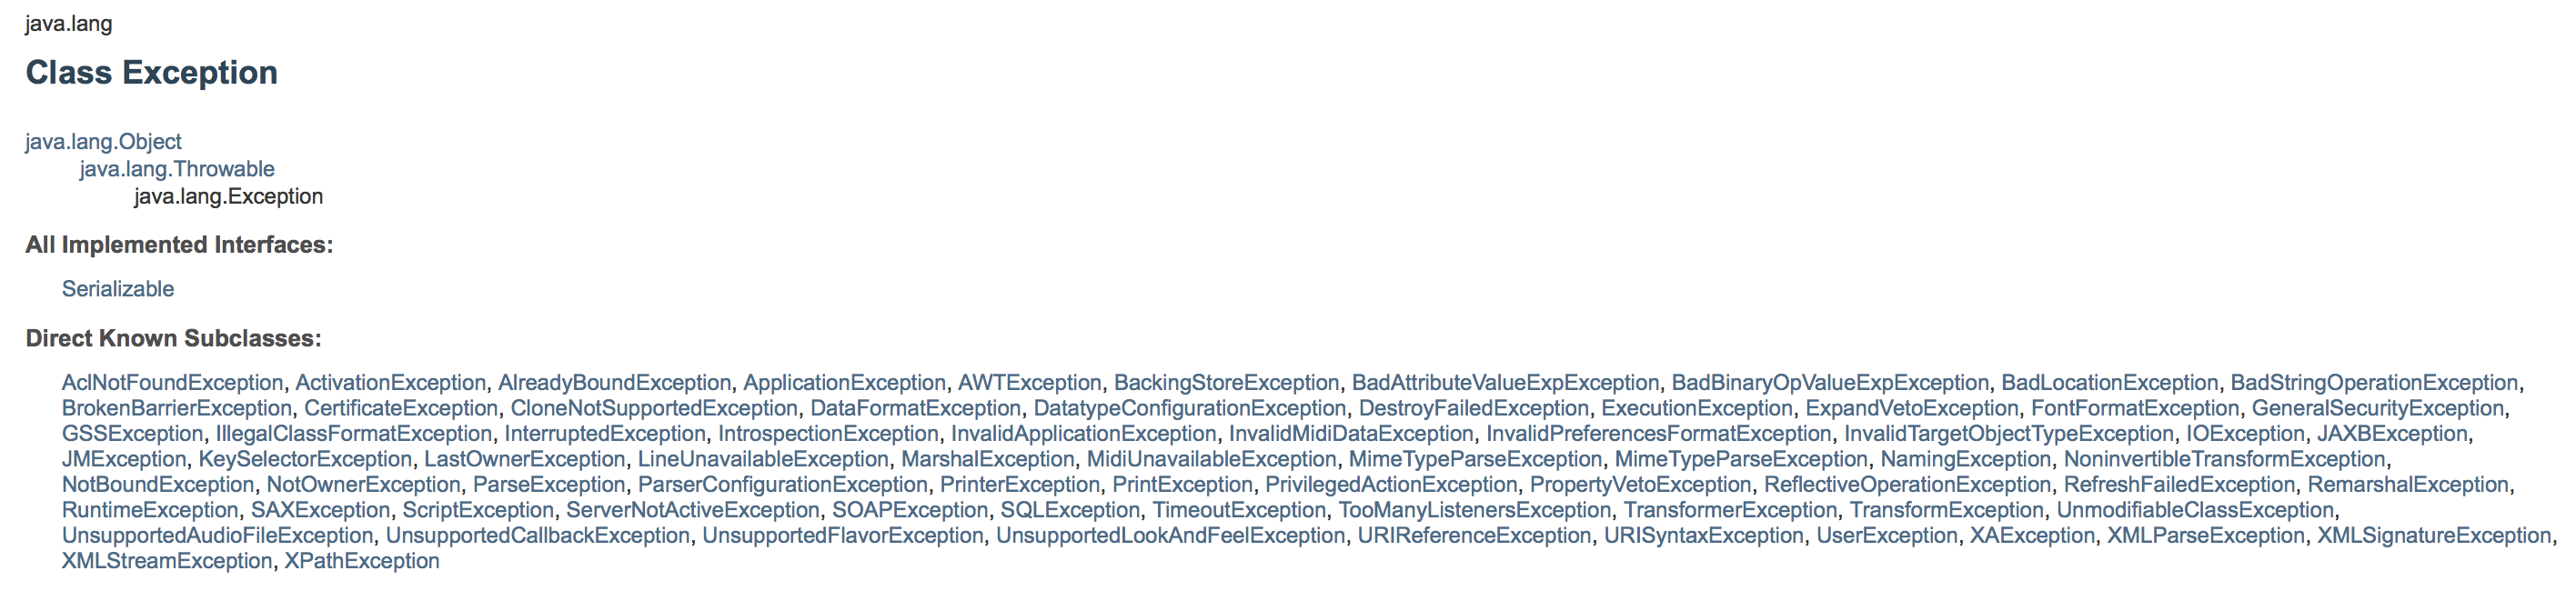 java.lang
Class Exception
java.lang.Object
java.lang.Throwable
java.lang.Exception
All Implemented Interfaces:
Serializable
Direct Known Subclasses:
AclNotFoundException, ActivationException, AlreadyBoundException, ApplicationException, AWTException, BackingStoreException, BadAttributeValueExpException, BadBinaryOpValueExpException, BadLocationException, BadStringOperationException,
BrokenBarrierException, CertificateException, CloneNotSupportedException, DataFormatException, DatatypeConfigurationException, DestroyFailedException, ExecutionException, ExpandVetoException, FontFormatException, GeneralSecurityException,
GSSException, IllegalClassFormatException, InterruptedException, IntrospectionException, InvalidApplicationException, InvalidMidiDataException, InvalidPreferencesFormatException, InvalidTargetObjectTypeException, IOException, JAXBException,
JMException, KeySelectorException, LastOwnerException, LineUnavailableException, MarshalException, MidiUnavailableException, MimeTypeParseException, MimeTypeParseException, NamingException, NoninvertibleTransformException,
NotBoundException, NotOwnerException, ParseException, ParserConfigurationException, PrinterException, PrintException, PrivilegedActionException, PropertyVetoException, ReflectiveOperationException, RefreshFailedException, RemarshalException,
RuntimeException, SAXException, ScriptException, ServerNotActiveException, SOAPException, SQLException, TimeoutException, TooManyListenersException, TransformerException, TransformException, UnmodifiableClassException,
UnsupportedAudioFileException, UnsupportedCallbackException, UnsupportedFlavorException, UnsupportedLookAndFeelException, URIReferenceException, URISyntaxException, UserException, XAException, XMLParseException, XMLSignatureException,
XMLStreamException, XPathException